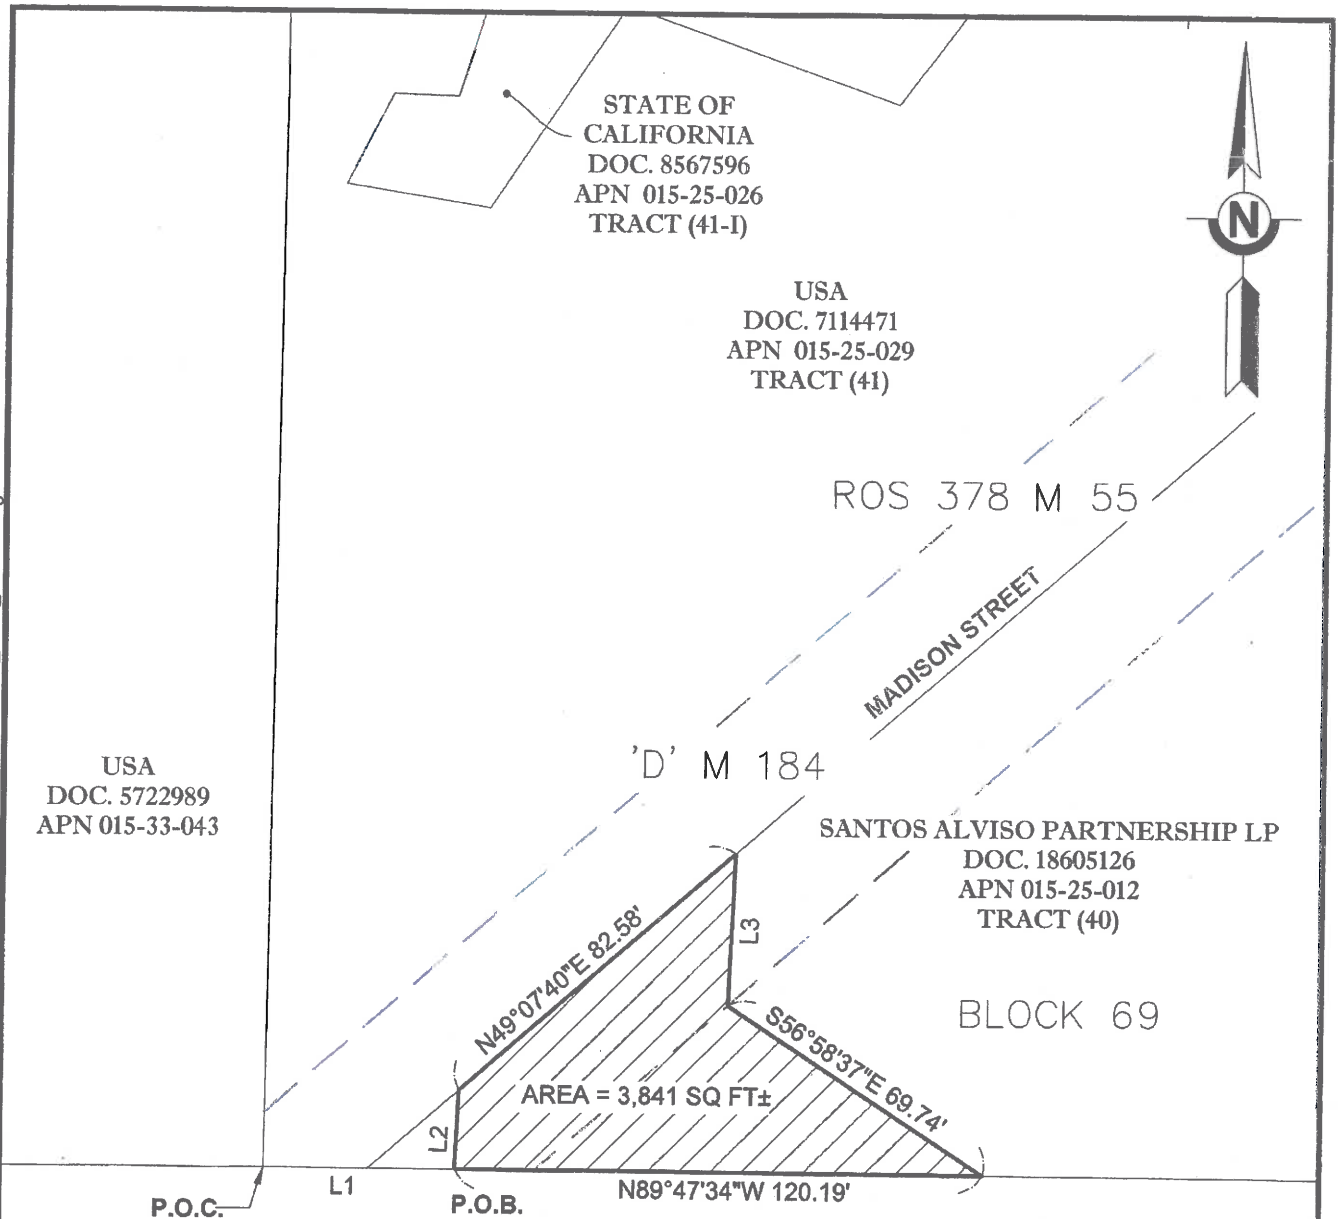 STATE OF
CALIFORNIA
DOC. 8567596
APN 015-25-026
TRACT (41-I)
N
USA
DOC. 7114471
APN 015-25-029
TRACT (41)
ROS 378 M 55
MADISON STREET
'D' M 184
USA
DOC. 5722989
APN 015-33-043
SANTOS ALVISO PARTNERSHIP LP
DOC. 18605126
APN 015-25-012
TRACT (40)
N49°07'40"E 82.58'
L3
BLOCK 69
S56°58'37"E 69.74'
AREA = 3,841 SQ FT±
L2
L1
N89°47'34"W 120.19'
P.O.C.
P.O.B.